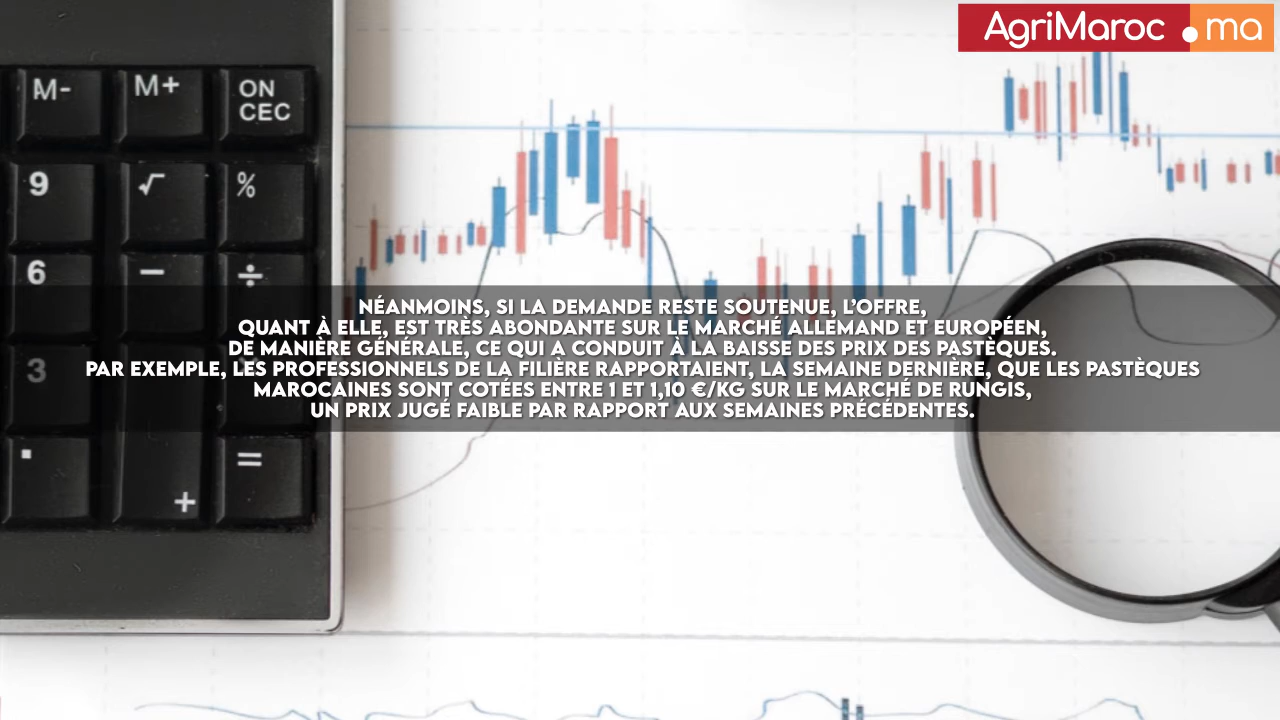 AgriMaroc .ma
M- M+ ON
CEC
9 √ %
6 − ÷
3
. + =
NÉANMOINS, SI LA DEMANDE RESTE SOUTENUE, L'OFFRE,
QUANT À ELLE, EST TRÈS ABONDANTE SUR LE MARCHÉ ALLEMAND ET EUROPÉEN,
DE MANIÈRE GÉNÉRALE, CE QUI A CONDUIT À LA BAISSE DES PRIX DES PASTÈQUES.
PAR EXEMPLE, LES PROFESSIONNELS DE LA FILIÈRE RAPPORTAIENT, LA SEMAINE DERNIÈRE, QUE LES PASTÈQUES
MAROCAINES SONT COTÉES ENTRE 1 ET 1,10 €/KG SUR LE MARCHÉ DE RUNGIS,
UN PRIX JUGÉ FAIBLE PAR RAPPORT AUX SEMAINES PRÉCÉDENTES.